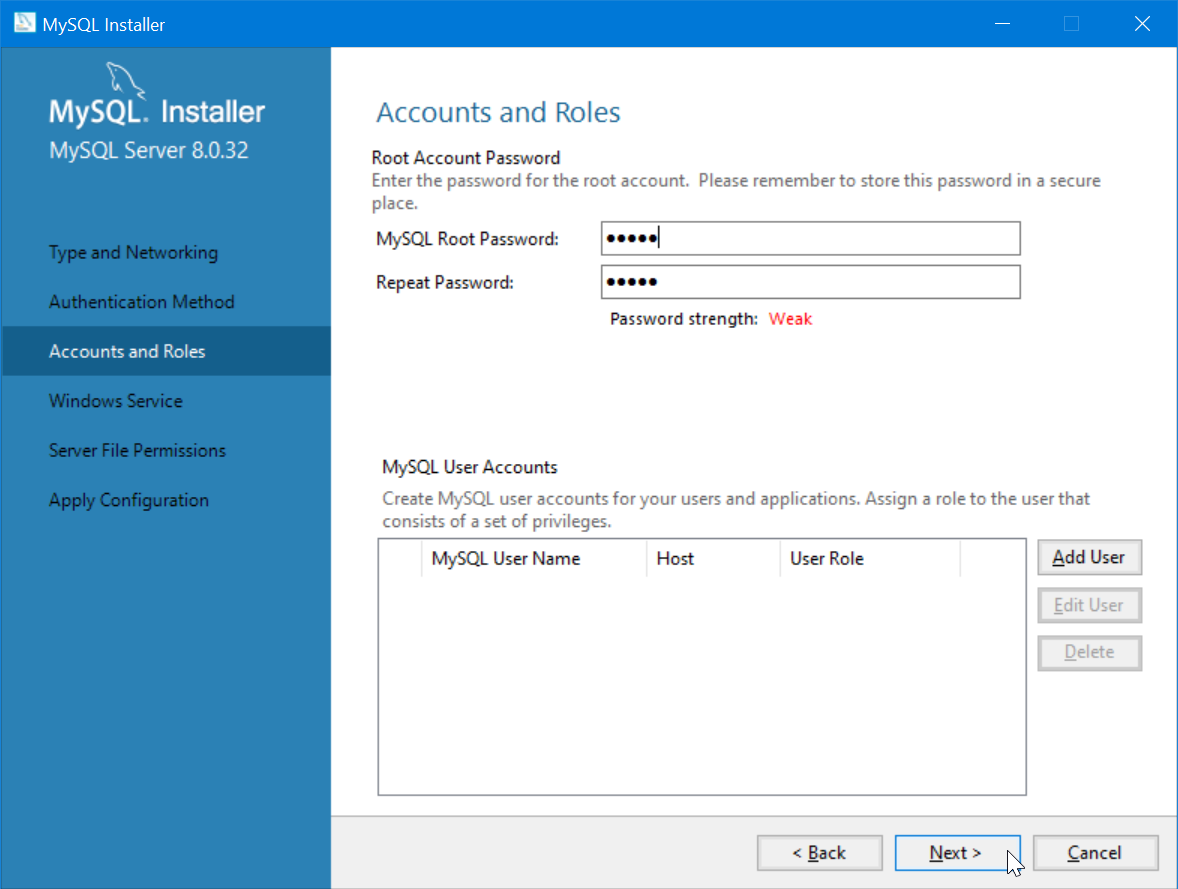 MySQL Installer
MySQL. Installer
MySQL Server 8.0.32
Type and Networking
Authentication Method
Accounts and Roles
Windows Service
Server File Permissions
Apply Configuration
Accounts and Roles
Root Account Password
Enter the password for the root account.  Please remember to store this password in a secure
place.
MySQL Root Password: ●●●●●
Repeat Password: ●●●●●
Password strength: Weak
MySQL User Accounts
Create MySQL user accounts for your users and applications. Assign a role to the user that
consists of a set of privileges.
MySQL User Name Host User Role
Add User
Edit User
Delete
< Back Next > Cancel